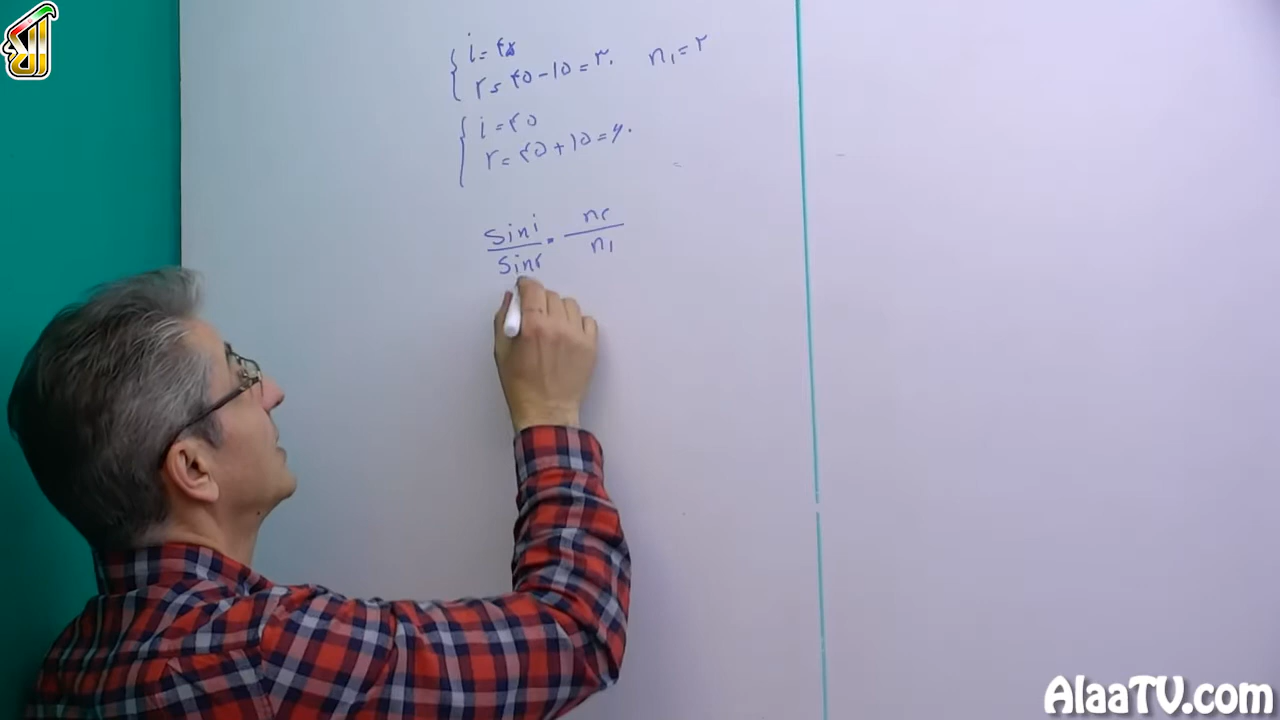 i = ۴۵
r = ۴۵ - ۱۵ = ۳۰ n₁ = ۲
i = ۴۵
r = ۴۵ + ۱۵ = ۶۰
sin i / sin r = n₂ / n₁
AlaaTV.com